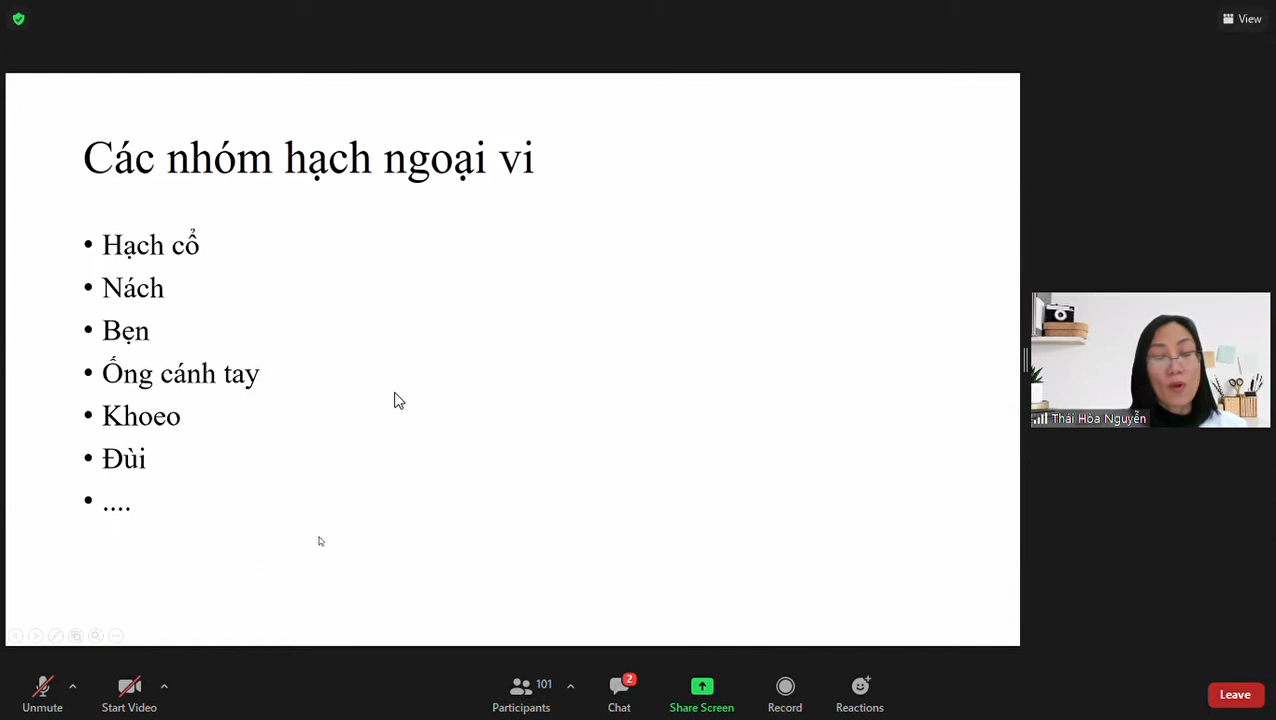 View
Các nhóm hạch ngoại vi
• Hạch cổ
• Nách
• Bẹn
• Ống cánh tay
• Khoeo
• Đùi
• ....
Thái Hòa Nguyễn
Unmute
Start Video
101
Participants
2
Chat
Share Screen
Record
Reactions
Leave